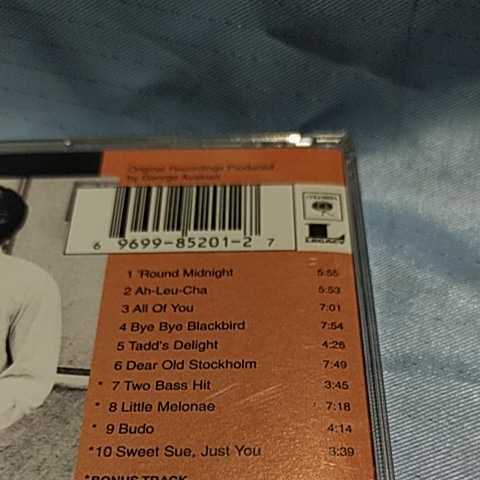 Original Recordings Produced
by George Avakian
COLUMBIA
LEGACY
6 9699-85201-2 7
1 'Round Midnight 5:55
2 Ah-Leu-Cha 5:53
3 All Of You 7:01
4 Bye Bye Blackbird 7:54
5 Tadd's Delight 4:26
6 Dear Old Stockholm 7:49
* 7 Two Bass Hit 3:45
* 8 Little Melonae 7:18
* 9 Budo 4:14
*10 Sweet Sue, Just You 3:39
*BONUS TRACK